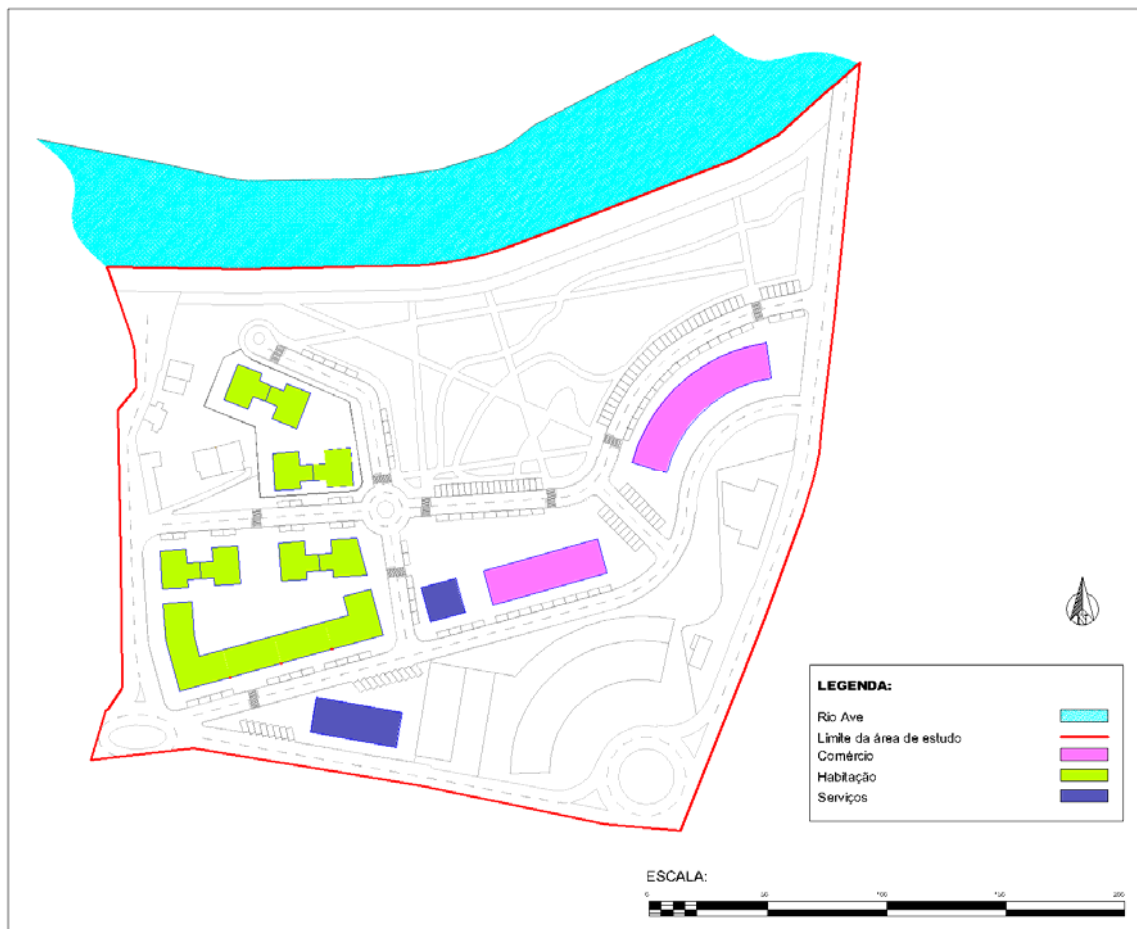 LEGENDA:
Rio Ave
Limite da área de estudo
Comércio
Habitação
Serviços
ESCALA:
0 50 100 150 200